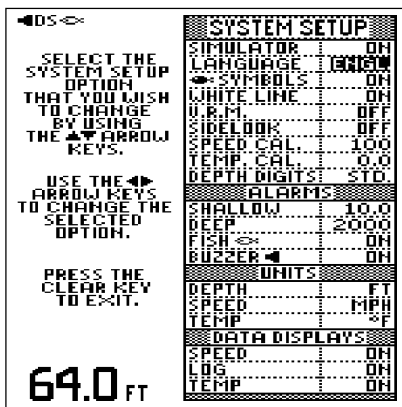 DS
SELECT THE
SYSTEM SETUP
OPTION
THAT YOU WISH
TO CHANGE
BY USING
THE ▲▼ ARROW
KEYS.
USE THE ◀▶
ARROW KEYS
TO CHANGE THE
SELECTED
OPTION.
PRESS THE
CLEAR KEY
TO EXIT.
64.0 FT
SYSTEM SETUP
SIMULATOR ON
LANGUAGE
SYMBOLS ON
WHITE LINE ON
V.R.M. OFF
SIDELOOK OFF
SPEED CAL. 100
TEMP. CAL. 0.0
DEPTH DIGITS STD.
ALARMS
SHALLOW 10.0
DEEP 2000
FISH ON
BUZZER ON
UNITS
DEPTH FT
SPEED MPH
TEMP °F
DATA DISPLAYS
SPEED ON
LOG ON
TEMP ON